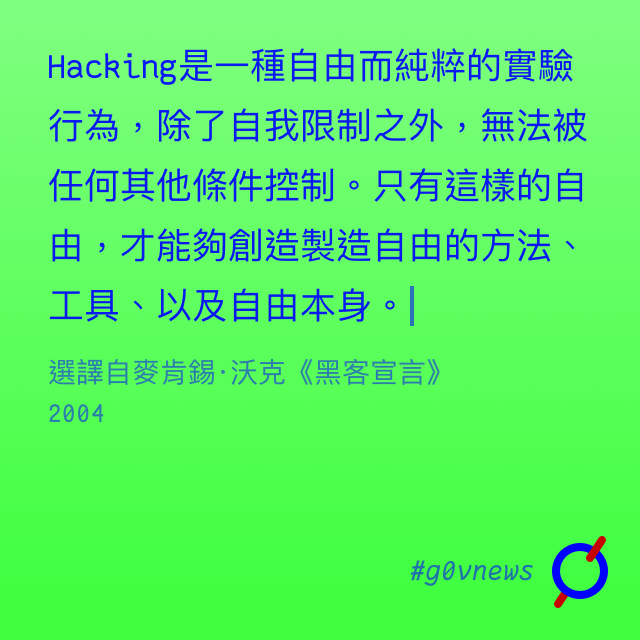 Hacking是一種自由而純粹的實驗
行為，除了自我限制之外，無法被
任何其他條件控制。只有這樣的自
由，才能夠創造製造自由的方法、
工具、以及自由本身。
選譯自麥肯錫·沃克《黑客宣言》
2004
#g0vnews